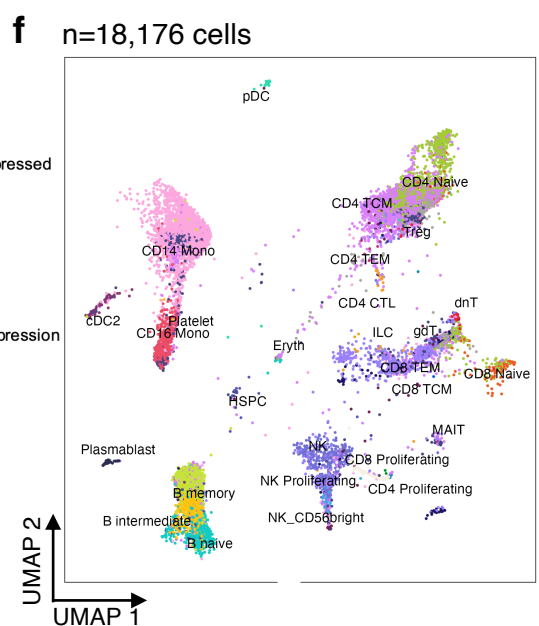 f n=18,176 cells
pDC
ressed
CD4 Naive
CD4 TCM
Treg
CD14 Mono
CD4 TEM
CD4 CTL
dnT
cDC2
Platelet
pression
CD16 Mono
ILC
gdT
Eryth
CD8 TEM
CD8 Naive
CD8 TCM
HSPC
MAIT
Plasmablast
NK
CD8 Proliferating
NK Proliferating
CD4 Proliferating
B memory
NK_CD56bright
B intermediate
B naive
UMAP 2
UMAP 1